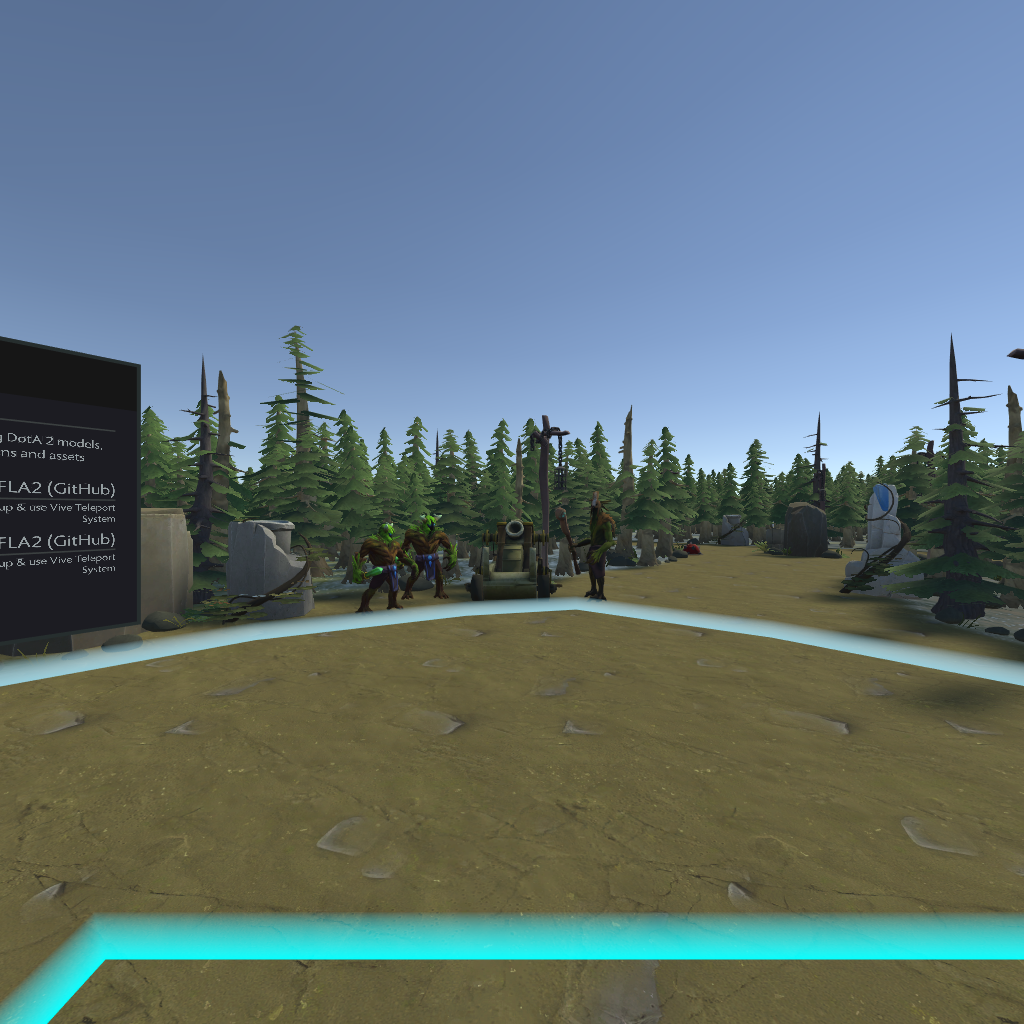 g DotA 2 models,
ns and assets
FLA2 (GitHub)
up & use Vive Teleport
System
FLA2 (GitHub)
up & use Vive Teleport
System